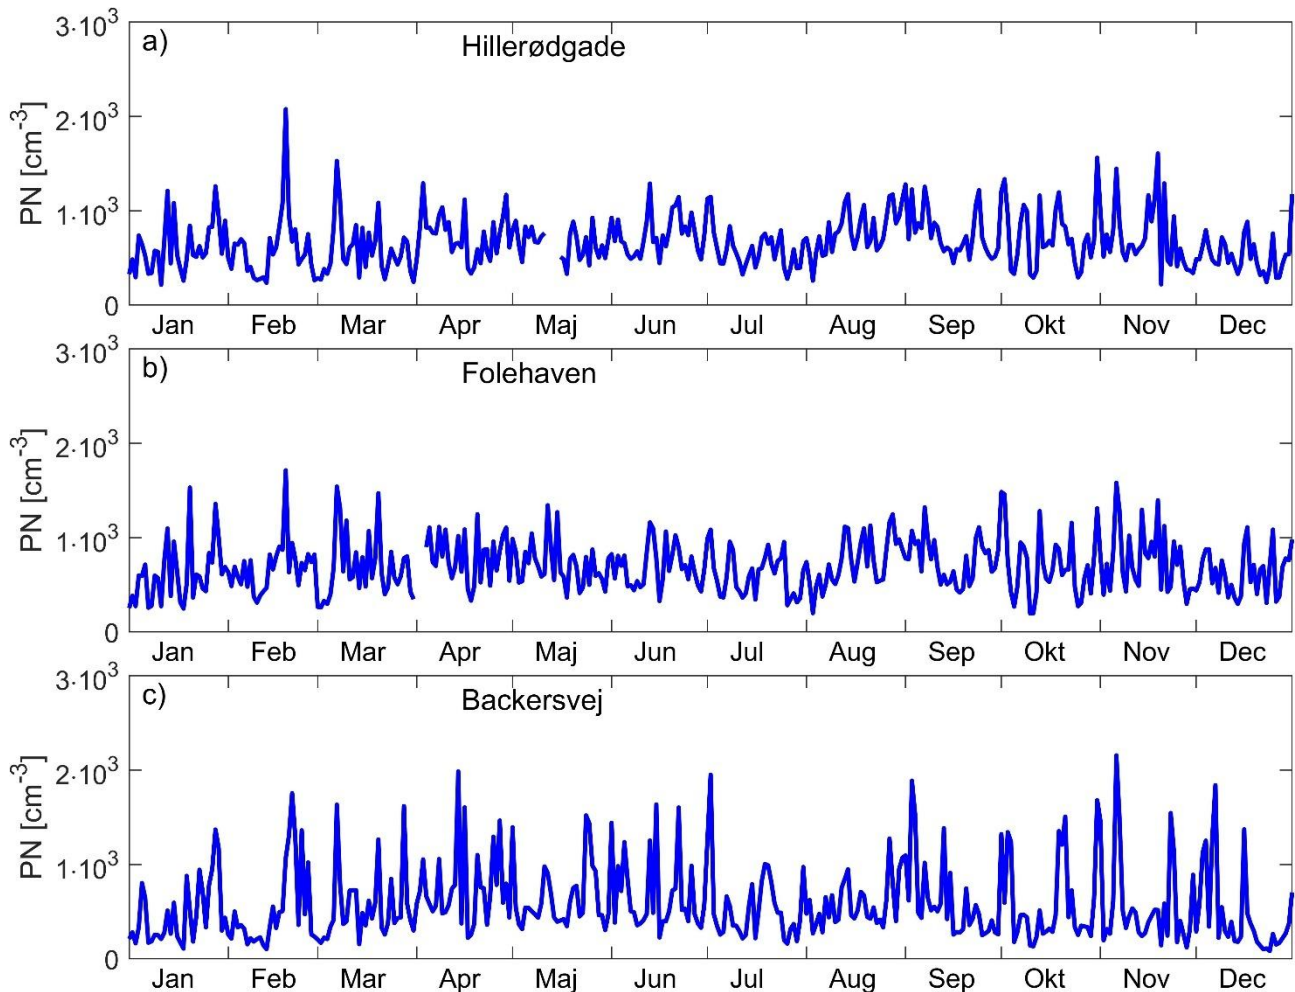 a)
Hillerødgade
PN [cm⁻³]
3·10³
2·10³
1·10³
0
Jan Feb Mar Apr Maj Jun Jul Aug Sep Okt Nov Dec
b)
Folehaven
PN [cm⁻³]
3·10³
2·10³
1·10³
0
Jan Feb Mar Apr Maj Jun Jul Aug Sep Okt Nov Dec
c)
Backersvej
PN [cm⁻³]
3·10³
2·10³
1·10³
0
Jan Feb Mar Apr Maj Jun Jul Aug Sep Okt Nov Dec